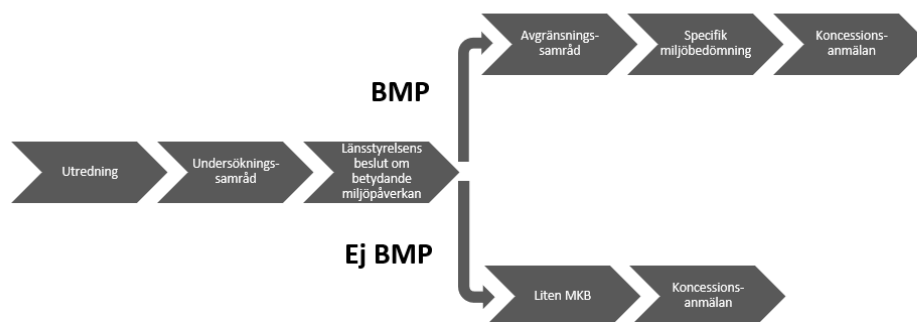 Avgränsnings-
samråd
Specifik
miljöbedömning
Koncessions-
anmälan
BMP
Utredning
Undersöknings-
samråd
Länsstyrelsens
beslut om
betydande
miljöpåverkan
Ej BMP
Liten MKB
Koncessions-
anmälan